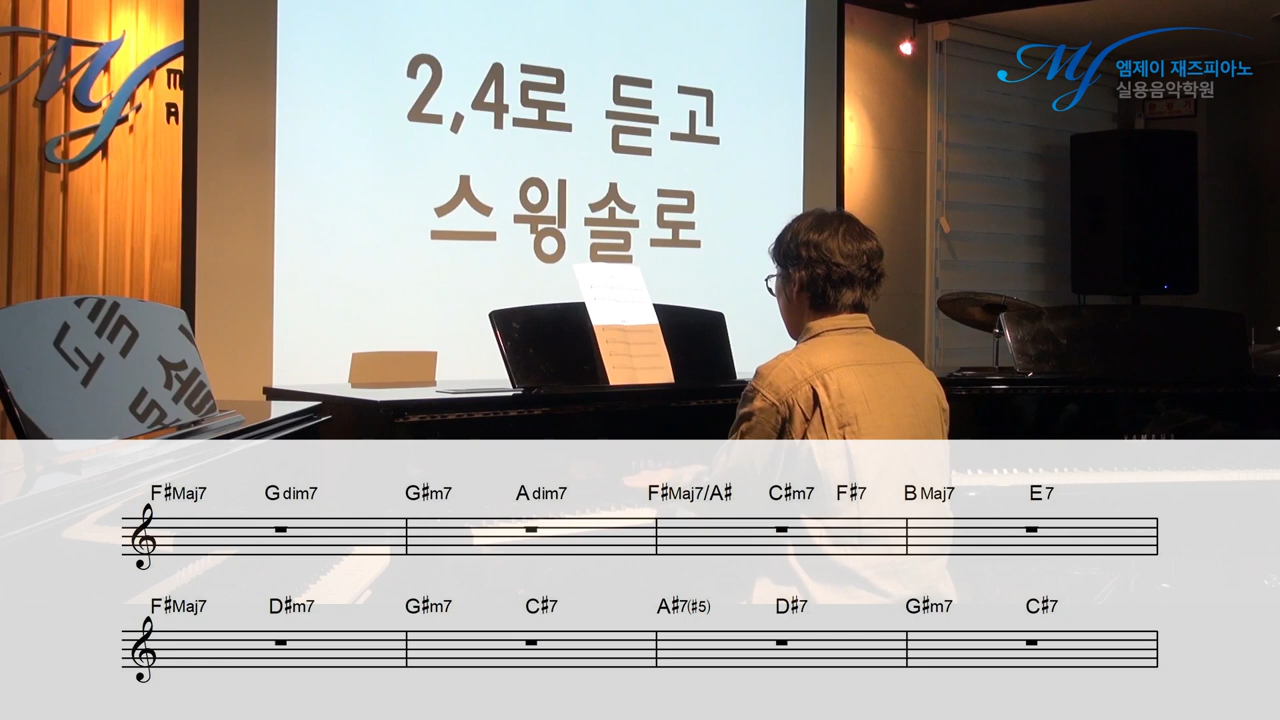 2,4로 듣고
스윙솔로
엠제이 재즈피아노
실용음악학원
F♯Maj7 Gdim7 G♯m7 Adim7 F♯Maj7/A♯ C♯m7 F♯7 BMaj7 E7
F♯Maj7 D♯m7 G♯m7 C♯7 A♯7(♯5) D♯7 G♯m7 C♯7